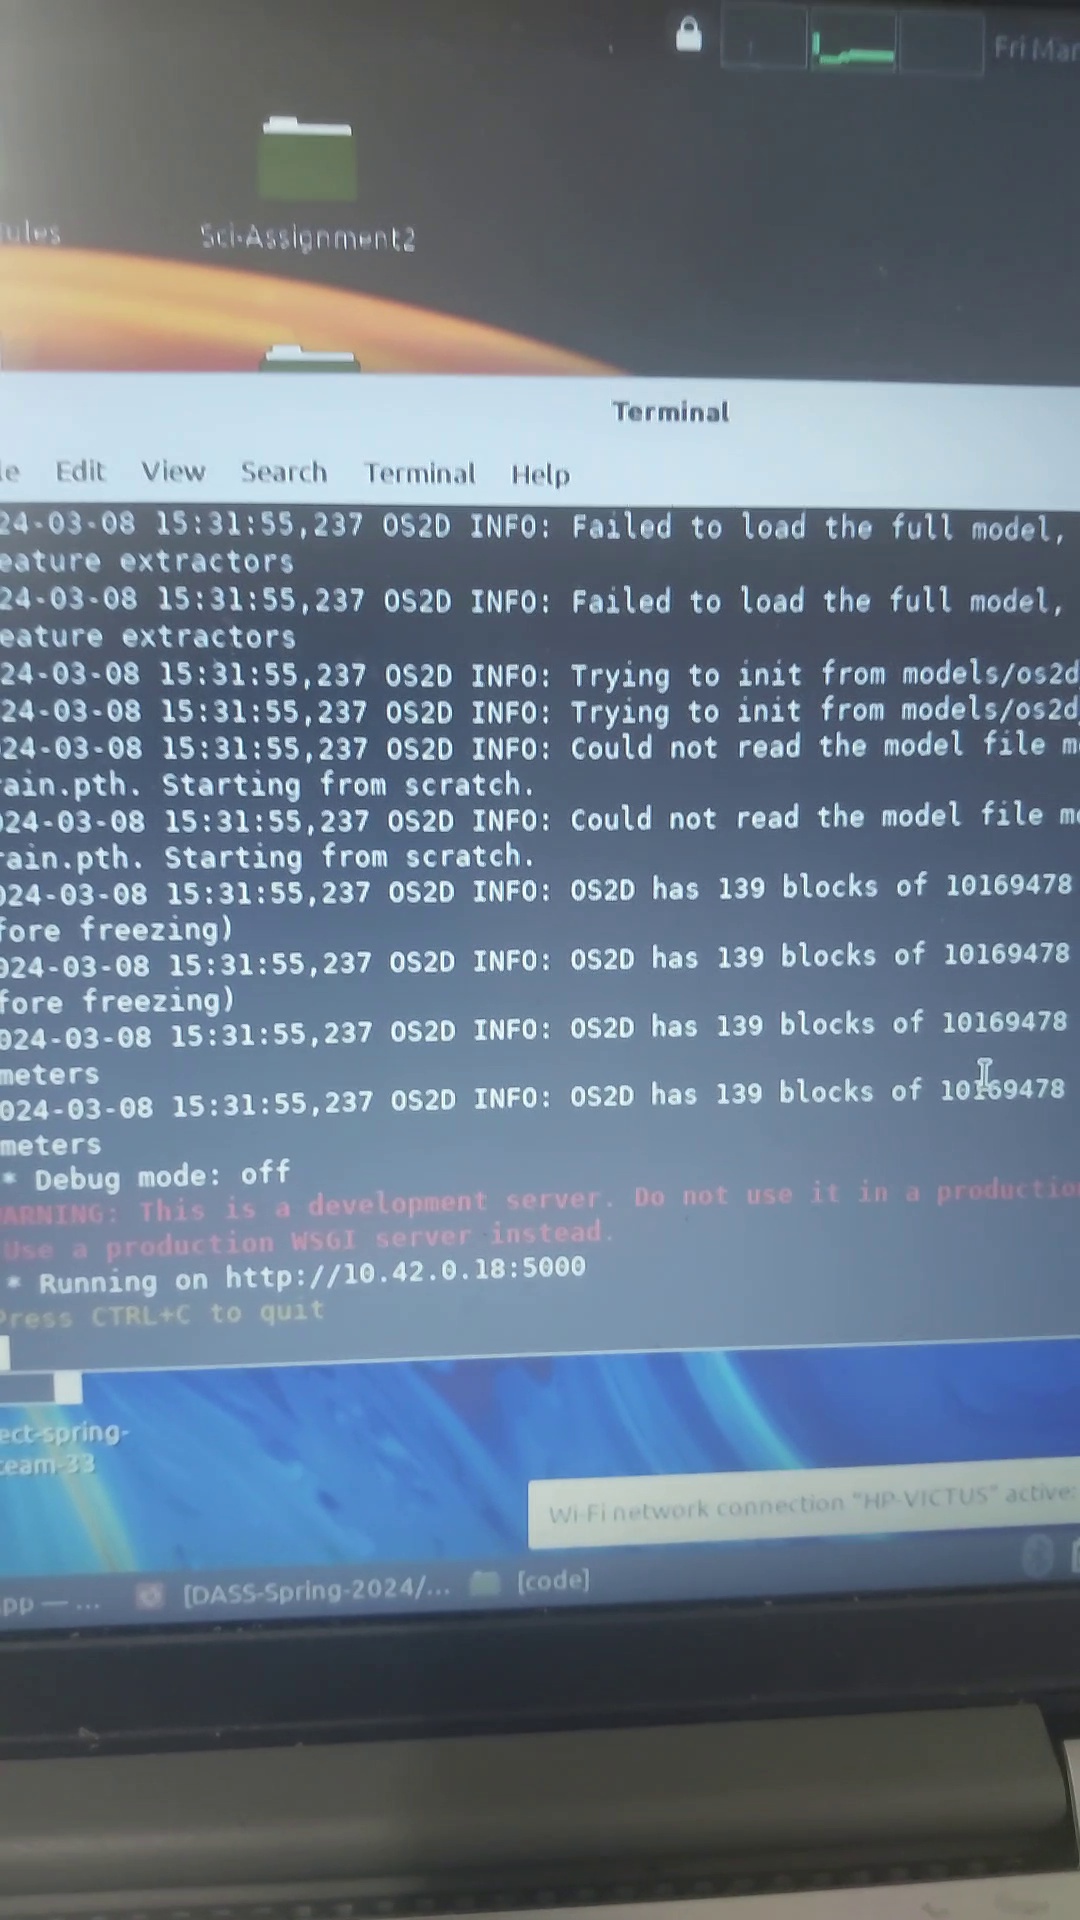 Fri Mar
ules
Sci-Assignment2
Terminal
le Edit View Search Terminal Help
24-03-08 15:31:55,237 OS2D INFO: Failed to load the full model,
eature extractors
24-03-08 15:31:55,237 OS2D INFO: Failed to load the full model,
eature extractors
24-03-08 15:31:55,237 OS2D INFO: Trying to init from models/os2d
24-03-08 15:31:55,237 OS2D INFO: Trying to init from models/os2d
24-03-08 15:31:55,237 OS2D INFO: Could not read the model file mo
rain.pth. Starting from scratch.
024-03-08 15:31:55,237 OS2D INFO: Could not read the model file mo
rain.pth. Starting from scratch.
024-03-08 15:31:55,237 OS2D INFO: OS2D has 139 blocks of 10169478
fore freezing)
024-03-08 15:31:55,237 OS2D INFO: OS2D has 139 blocks of 10169478
fore freezing)
024-03-08 15:31:55,237 OS2D INFO: OS2D has 139 blocks of 10169478
meters
024-03-08 15:31:55,237 OS2D INFO: OS2D has 139 blocks of 10169478
meters
* Debug mode: off
WARNING: This is a development server. Do not use it in a production
Use a production WSGI server instead.
* Running on http://10.42.0.18:5000
Press CTRL+C to quit
ect-spring-
team-33
Wi-Fi network connection "HP-VICTUS" active:
pp — ... [DASS-Spring-2024/... [code]